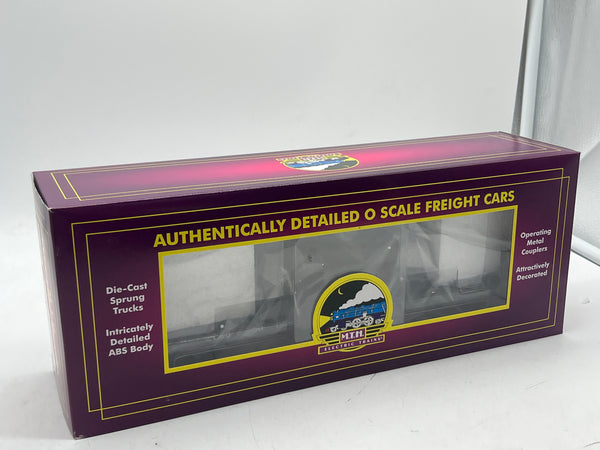 AUTHENTICALLY DETAILED O SCALE FREIGHT CARS
Die-Cast
Sprung
Trucks
Intricately
Detailed
ABS Body
Operating
Metal
Couplers
Attractively
Decorated
M.T.H.
ELECTRIC TRAINS